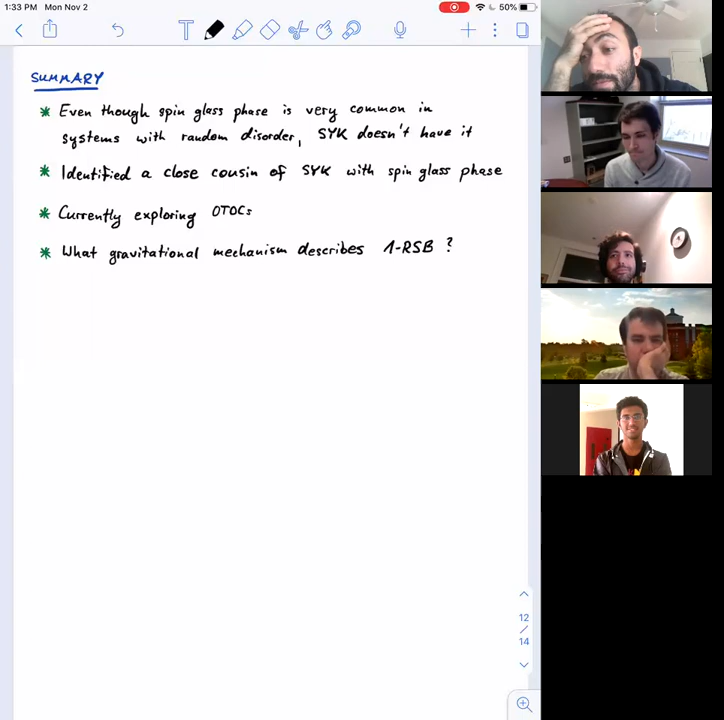 1:33 PM Mon Nov 2
50%
SUMMARY
* Even though spin glass phase is very common in
systems with random disorder, SYK doesn't have it
* Identified a close cousin of SYK with spin glass phase
* Currently exploring OTOCs
* What gravitational mechanism describes 1-RSB ?
12
/
14